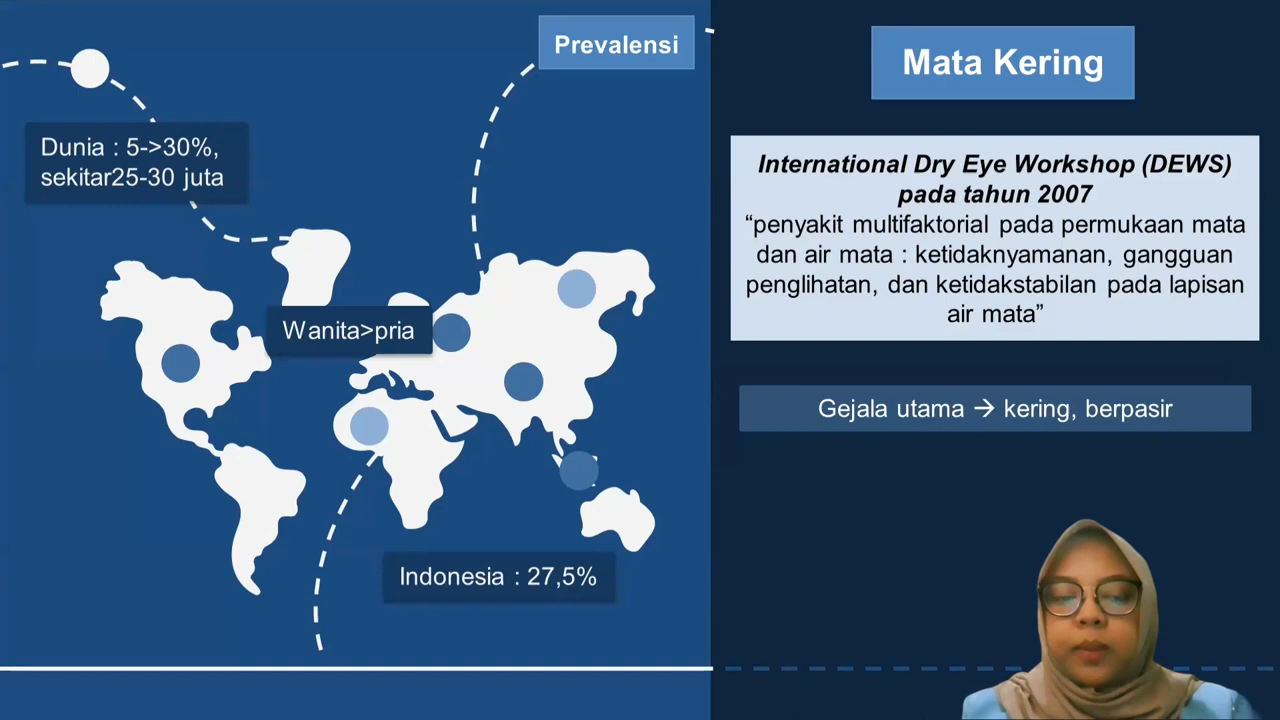 Prevalensi
Dunia : 5->30%,
sekitar25-30 juta
Wanita>pria
Indonesia : 27,5%
Mata Kering
International Dry Eye Workshop (DEWS)
pada tahun 2007
“penyakit multifaktorial pada permukaan mata
dan air mata : ketidaknyamanan, gangguan
penglihatan, dan ketidakstabilan pada lapisan
air mata”
Gejala utama → kering, berpasir